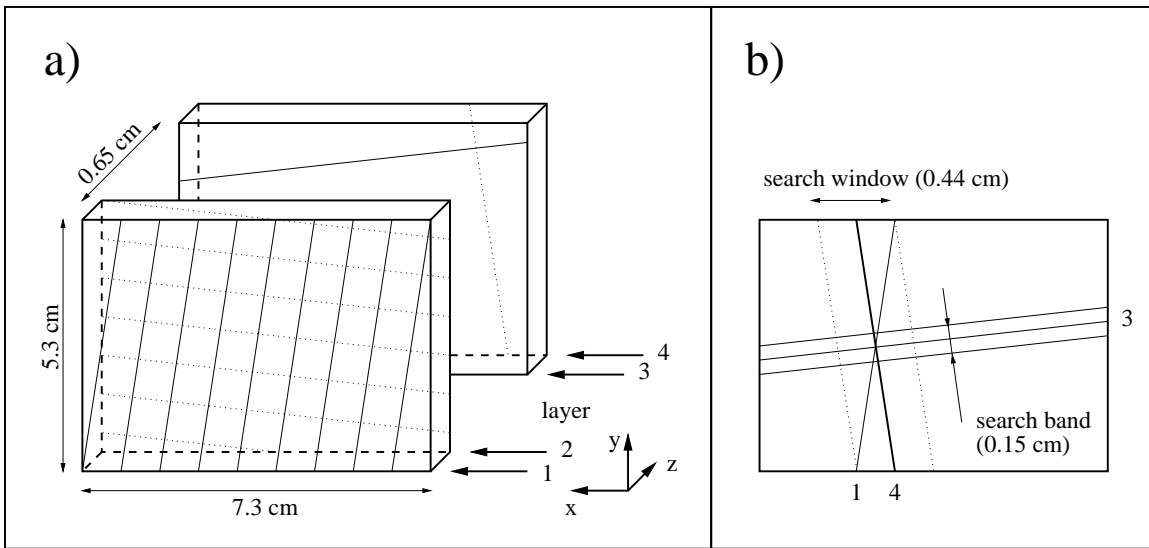 a)
0.65 cm
5.3 cm
7.3 cm
4
3
layer
2
1
y
z
x
b)
search window (0.44 cm)
3
search band
(0.15 cm)
1 4